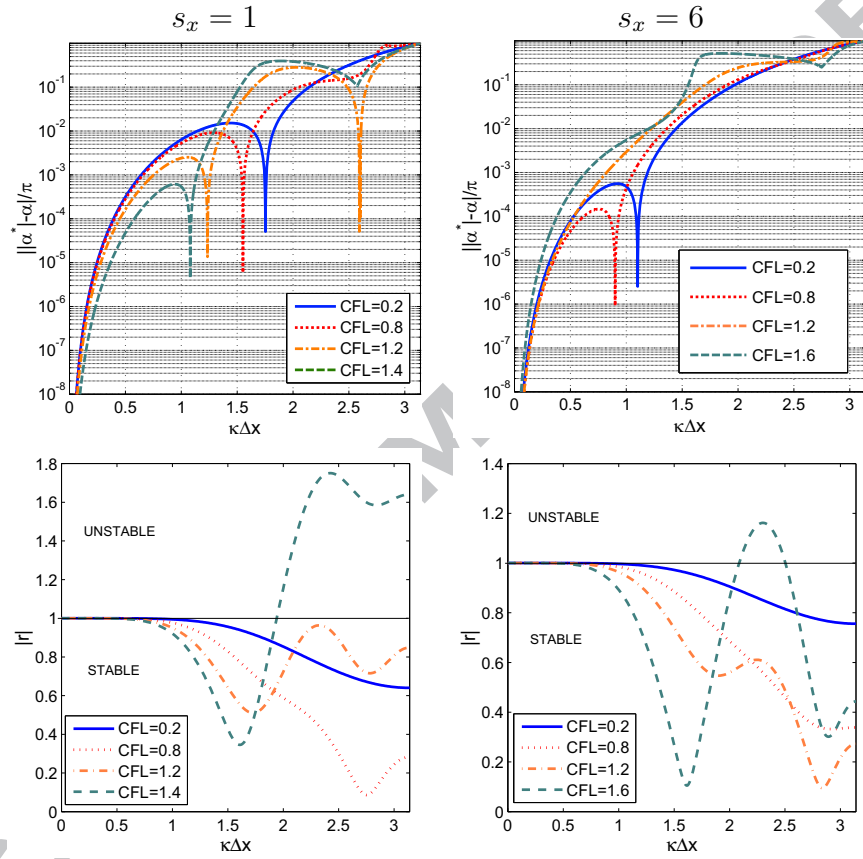 s_x = 1
s_x = 6
||α*|-α|/π
10^-1
10^-2
10^-3
10^-4
10^-5
10^-6
10^-7
10^-8
0 0.5 1 1.5 2 2.5 3
κΔx
CFL=0.2
CFL=0.8
CFL=1.2
CFL=1.4
||α*|-α|/π
10^-1
10^-2
10^-3
10^-4
10^-5
10^-6
10^-7
10^-8
0 0.5 1 1.5 2 2.5 3
κΔx
CFL=0.2
CFL=0.8
CFL=1.2
CFL=1.6
|r|
1.8
1.6
1.4
1.2
1
0.8
0.6
0.4
0.2
0
UNSTABLE
STABLE
CFL=0.2
CFL=0.8
CFL=1.2
CFL=1.4
0 0.5 1 1.5 2 2.5 3
κΔx
|r|
1.4
1.2
1
0.8
0.6
0.4
0.2
0
UNSTABLE
STABLE
CFL=0.2
CFL=0.8
CFL=1.2
CFL=1.6
0 0.5 1 1.5 2 2.5 3
κΔx
M